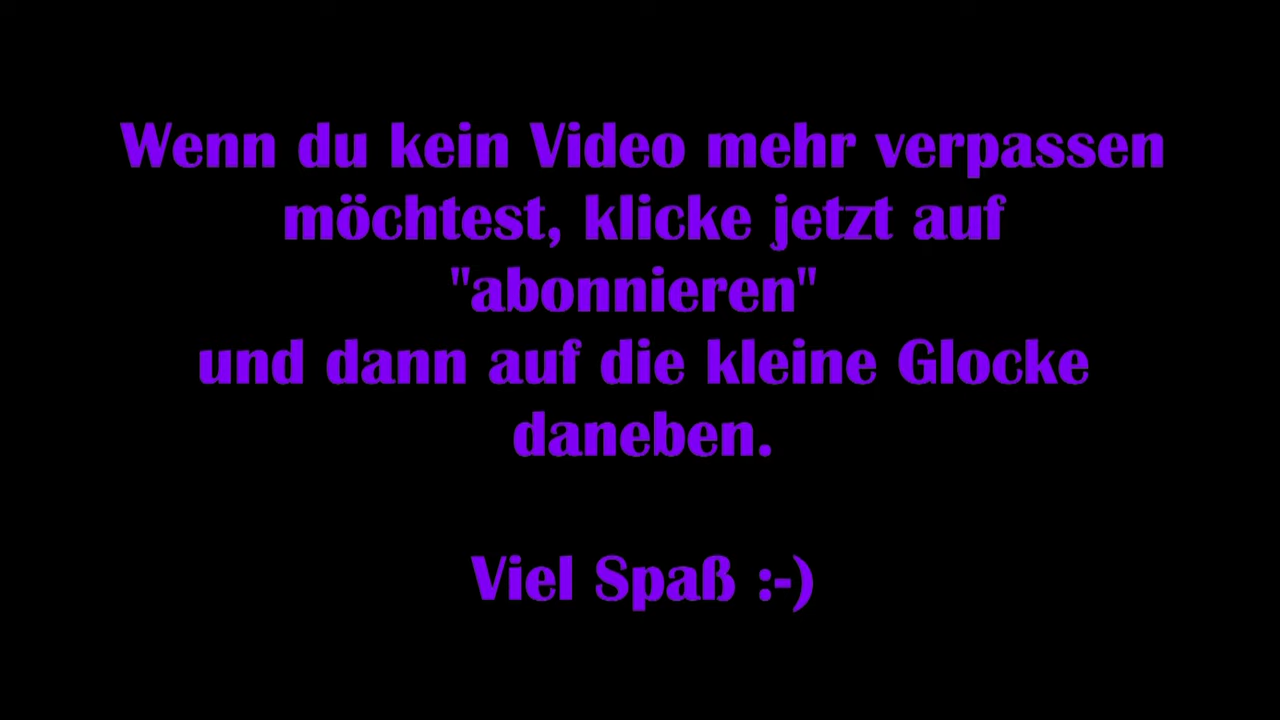 Wenn du kein Video mehr verpassen
möchtest, klicke jetzt auf
"abonnieren"
und dann auf die kleine Glocke
daneben.
Viel Spaß :-)